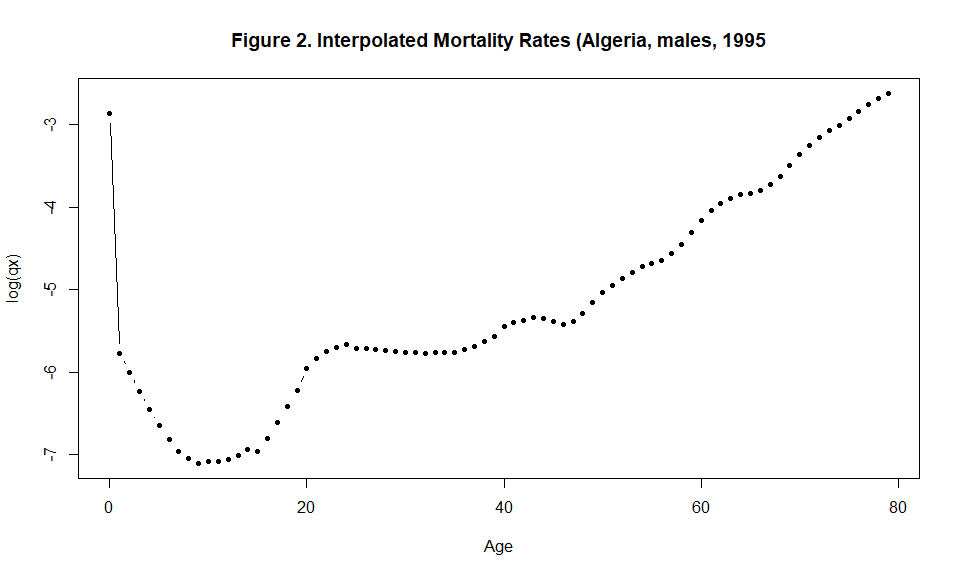 Figure 2. Interpolated Mortality Rates (Algeria, males, 1995
log(qx)
-3
-4
-5
-6
-7
0 20 40 60 80
Age